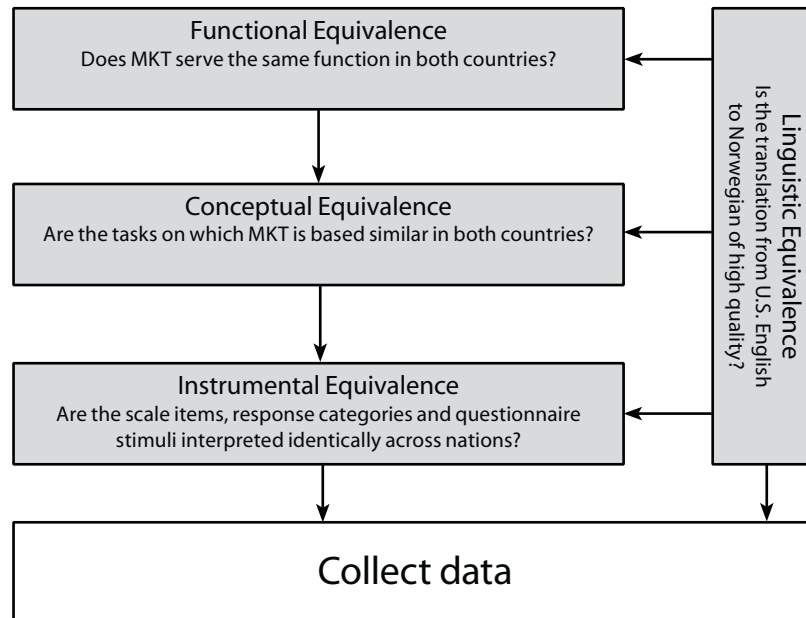 Functional Equivalence
Does MKT serve the same function in both countries?
Conceptual Equivalence
Are the tasks on which MKT is based similar in both countries?
Instrumental Equivalence
Are the scale items, response categories and questionnaire
stimuli interpreted identically across nations?
Linguistic Equivalence
Is the translation from U.S. English
to Norwegian of high quality?
Collect data